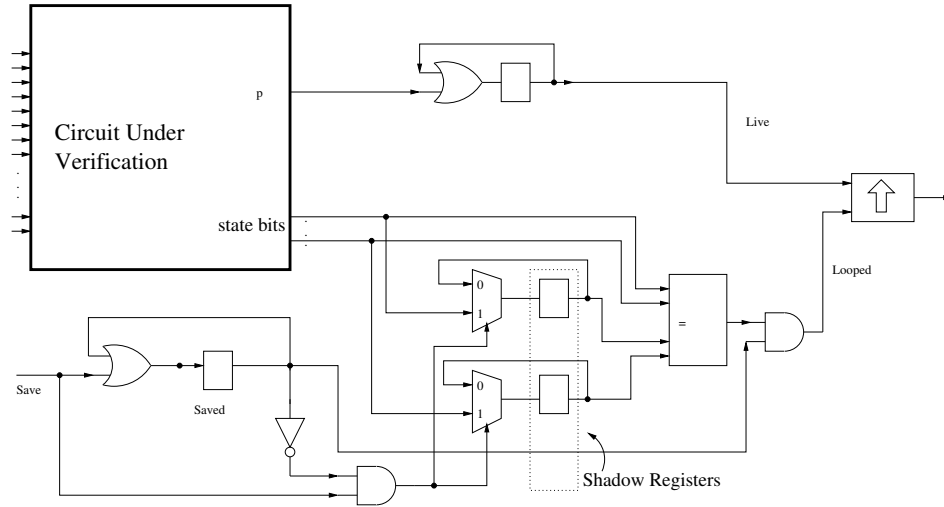 p
Circuit Under
Verification
Live
state bits
Looped
0
1
=
Save
Saved
0
1
Shadow Registers